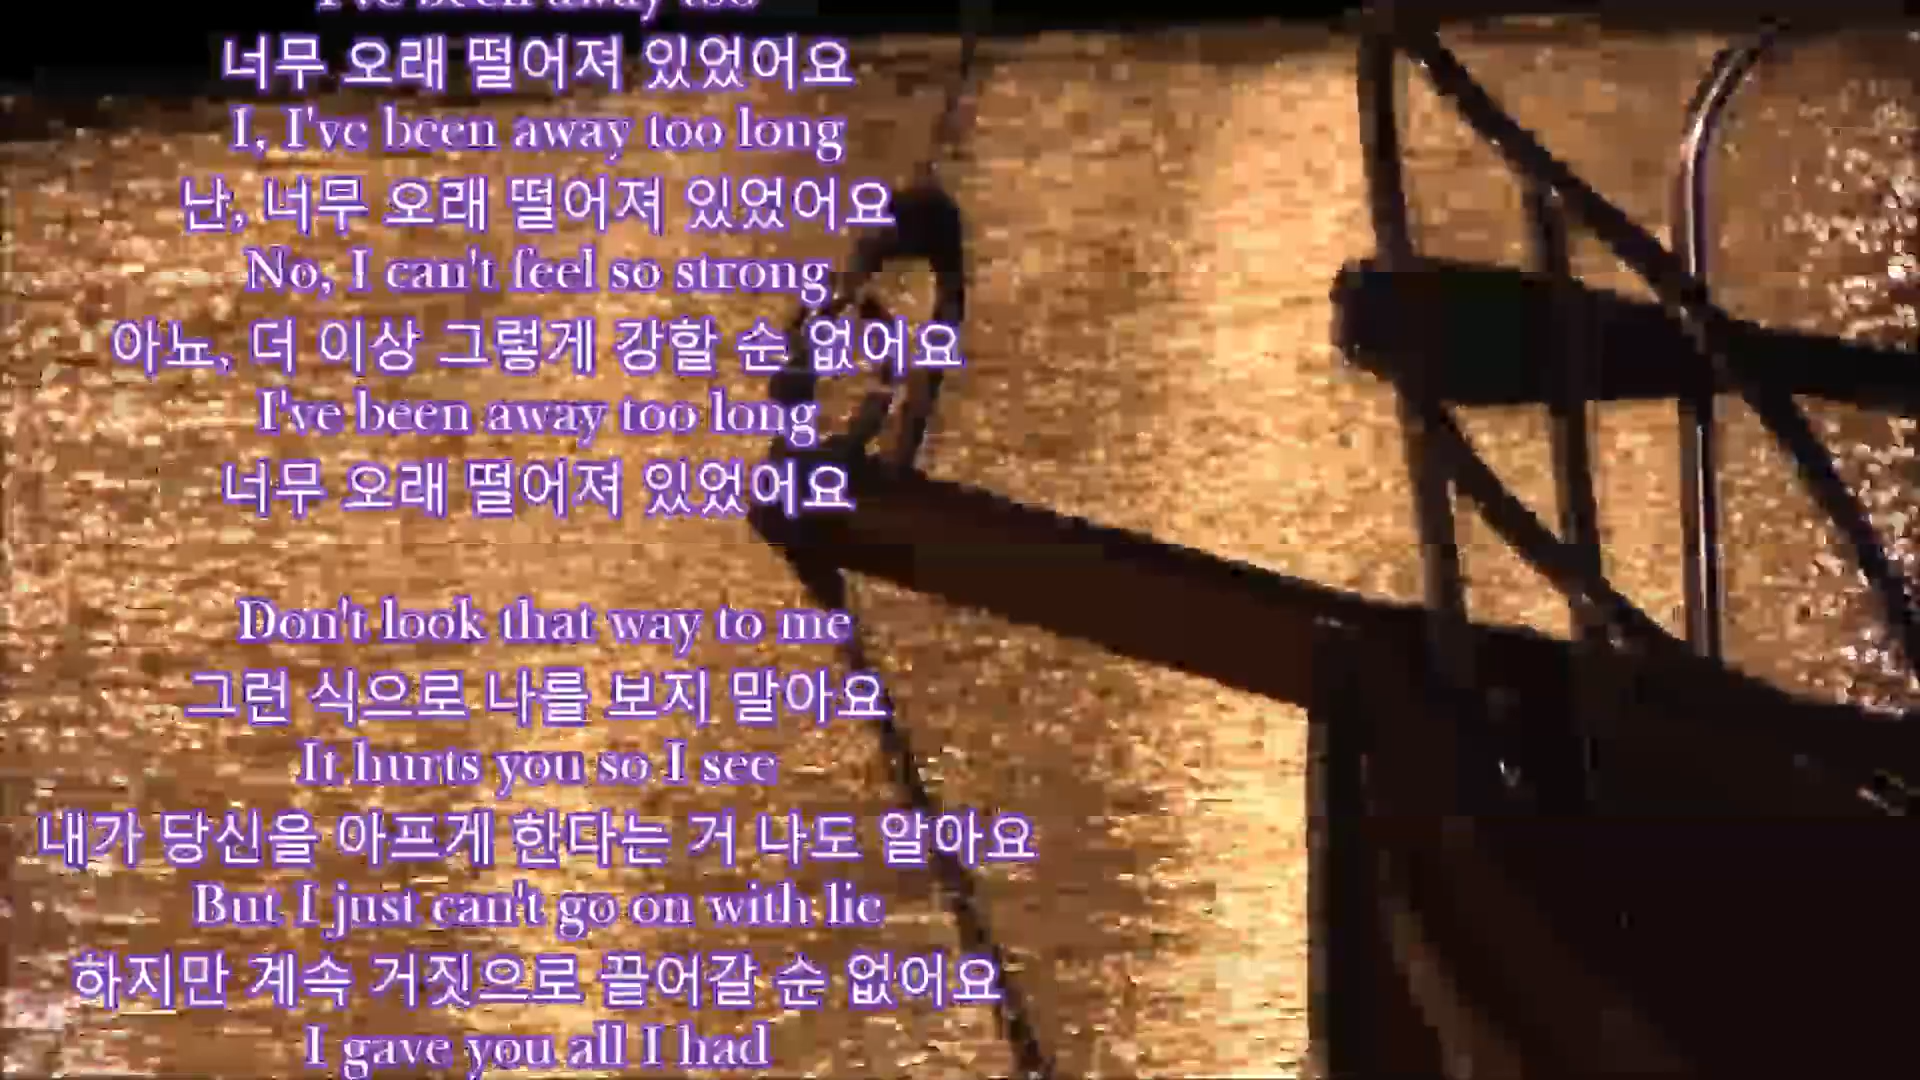 I've been away too
너무 오래 떨어져 있었어요
I, I've been away too long
난, 너무 오래 떨어져 있었어요
No, I can't feel so strong
아뇨, 더 이상 그렇게 강할 순 없어요
I've been away too long
너무 오래 떨어져 있었어요
Don't look that way to me
그런 식으로 나를 보지 말아요
It hurts you so I see
내가 당신을 아프게 한다는 거 나도 알아요
But I just can't go on with lie
하지만 계속 거짓으로 끌어갈 순 없어요
I gave you all I had